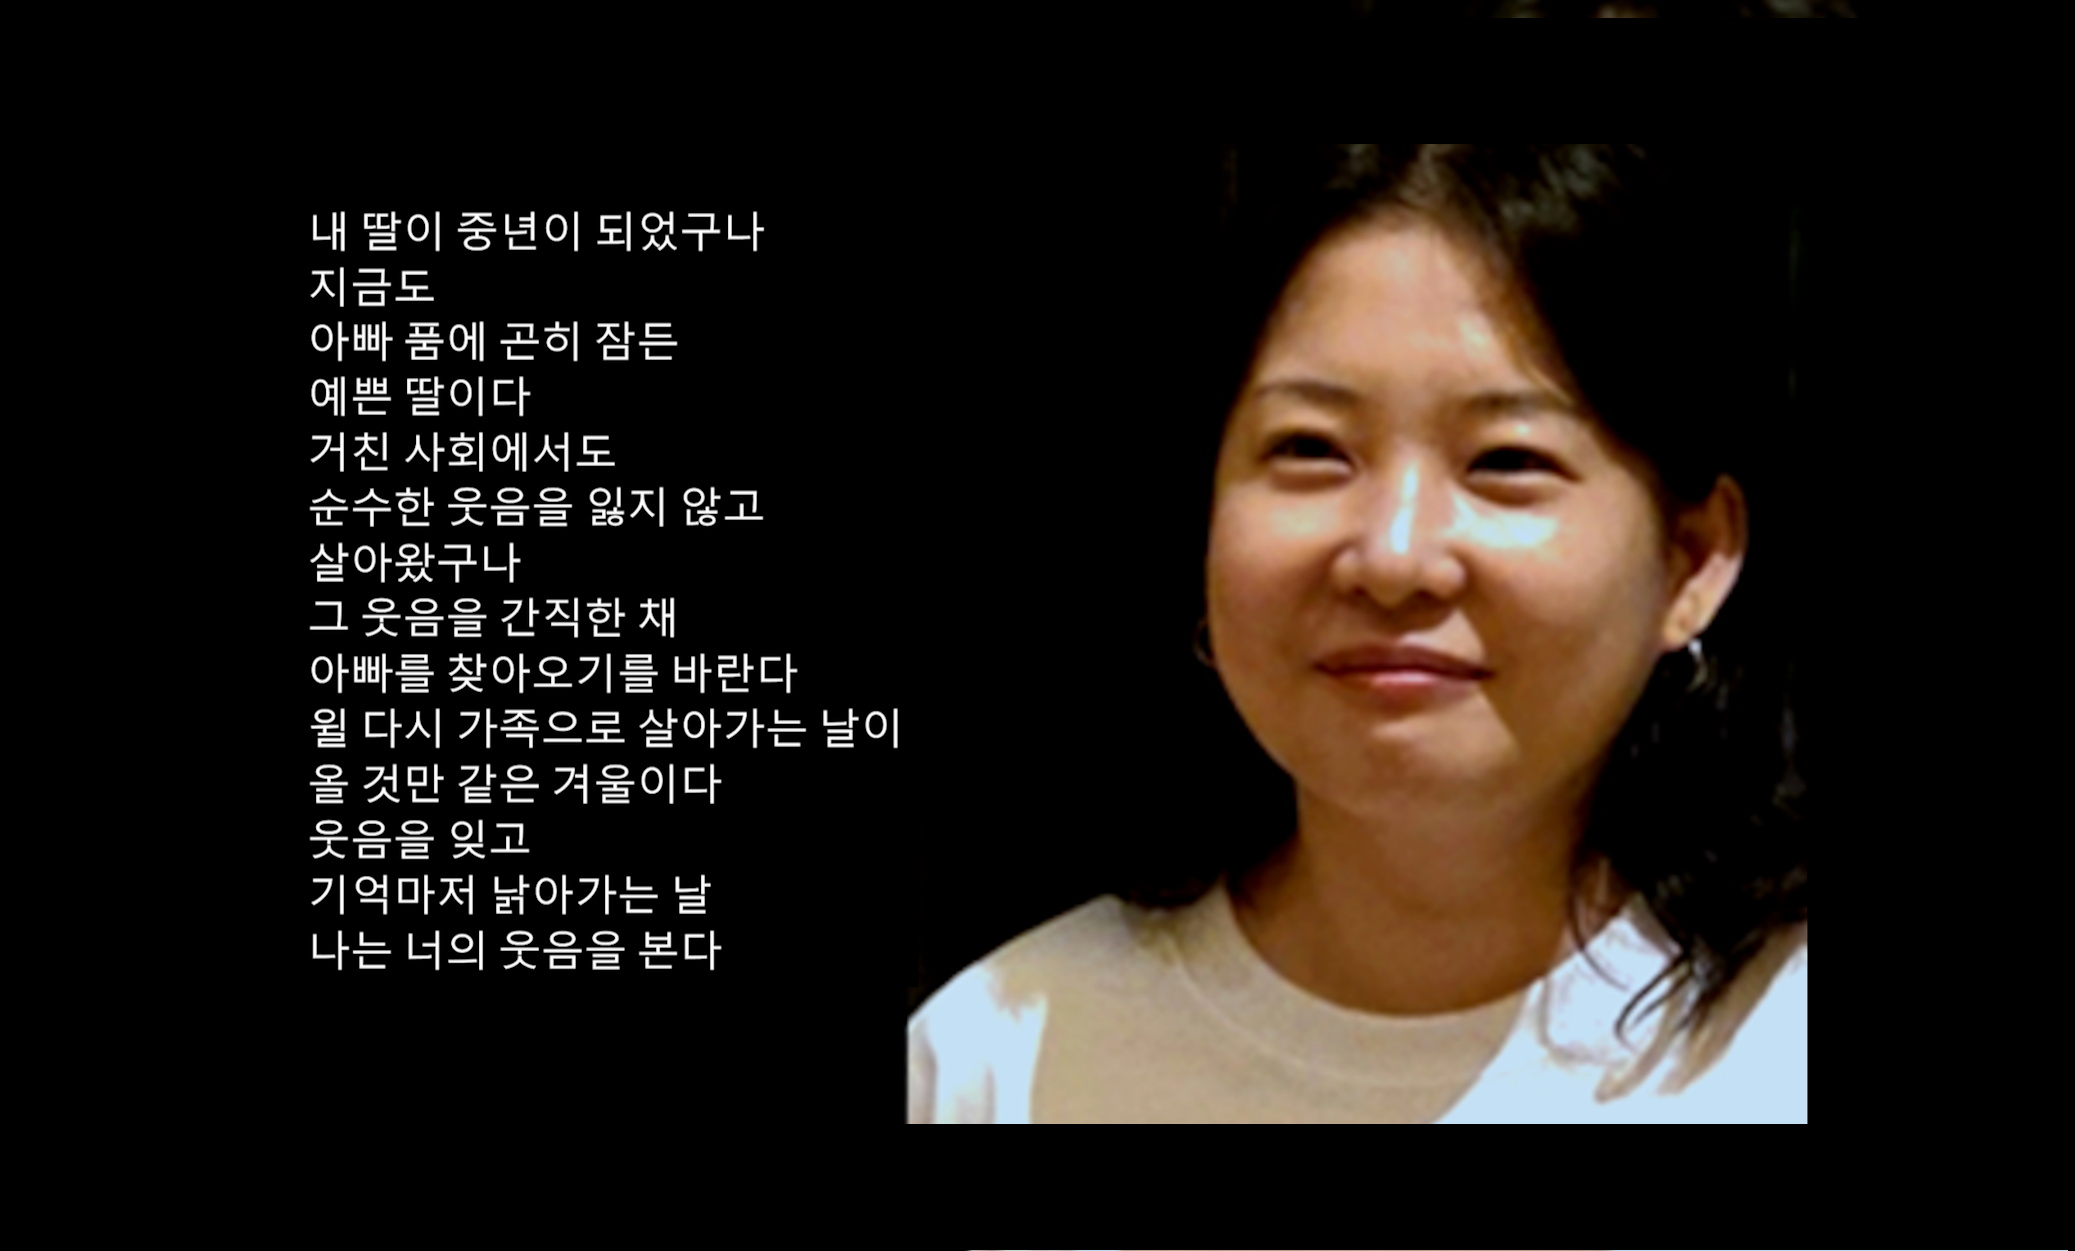 내 딸이 중년이 되었구나
지금도
아빠 품에 곤히 잠든
예쁜 딸이다
거친 사회에서도
순수한 웃음을 잃지 않고
살아왔구나
그 웃음을 간직한 채
아빠를 찾아오기를 바란다
윌 다시 가족으로 살아가는 날이
올 것만 같은 겨울이다
웃음을 잊고
기억마저 낡아가는 날
나는 너의 웃음을 본다